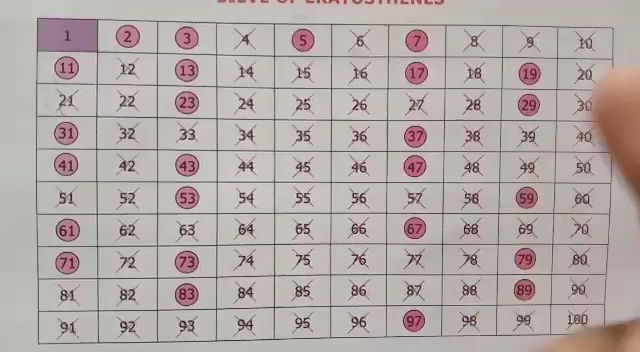 SIEVE OF ERATOSTHENES
1 2 3 4 5 6 7 8 9 10
11 12 13 14 15 16 17 18 19 20
21 22 23 24 25 26 27 28 29 30
31 32 33 34 35 36 37 38 39 40
41 42 43 44 45 46 47 48 49 50
51 52 53 54 55 56 57 58 59 60
61 62 63 64 65 66 67 68 69 70
71 72 73 74 75 76 77 78 79 80
81 82 83 84 85 86 87 88 89 90
91 92 93 94 95 96 97 98 99 100